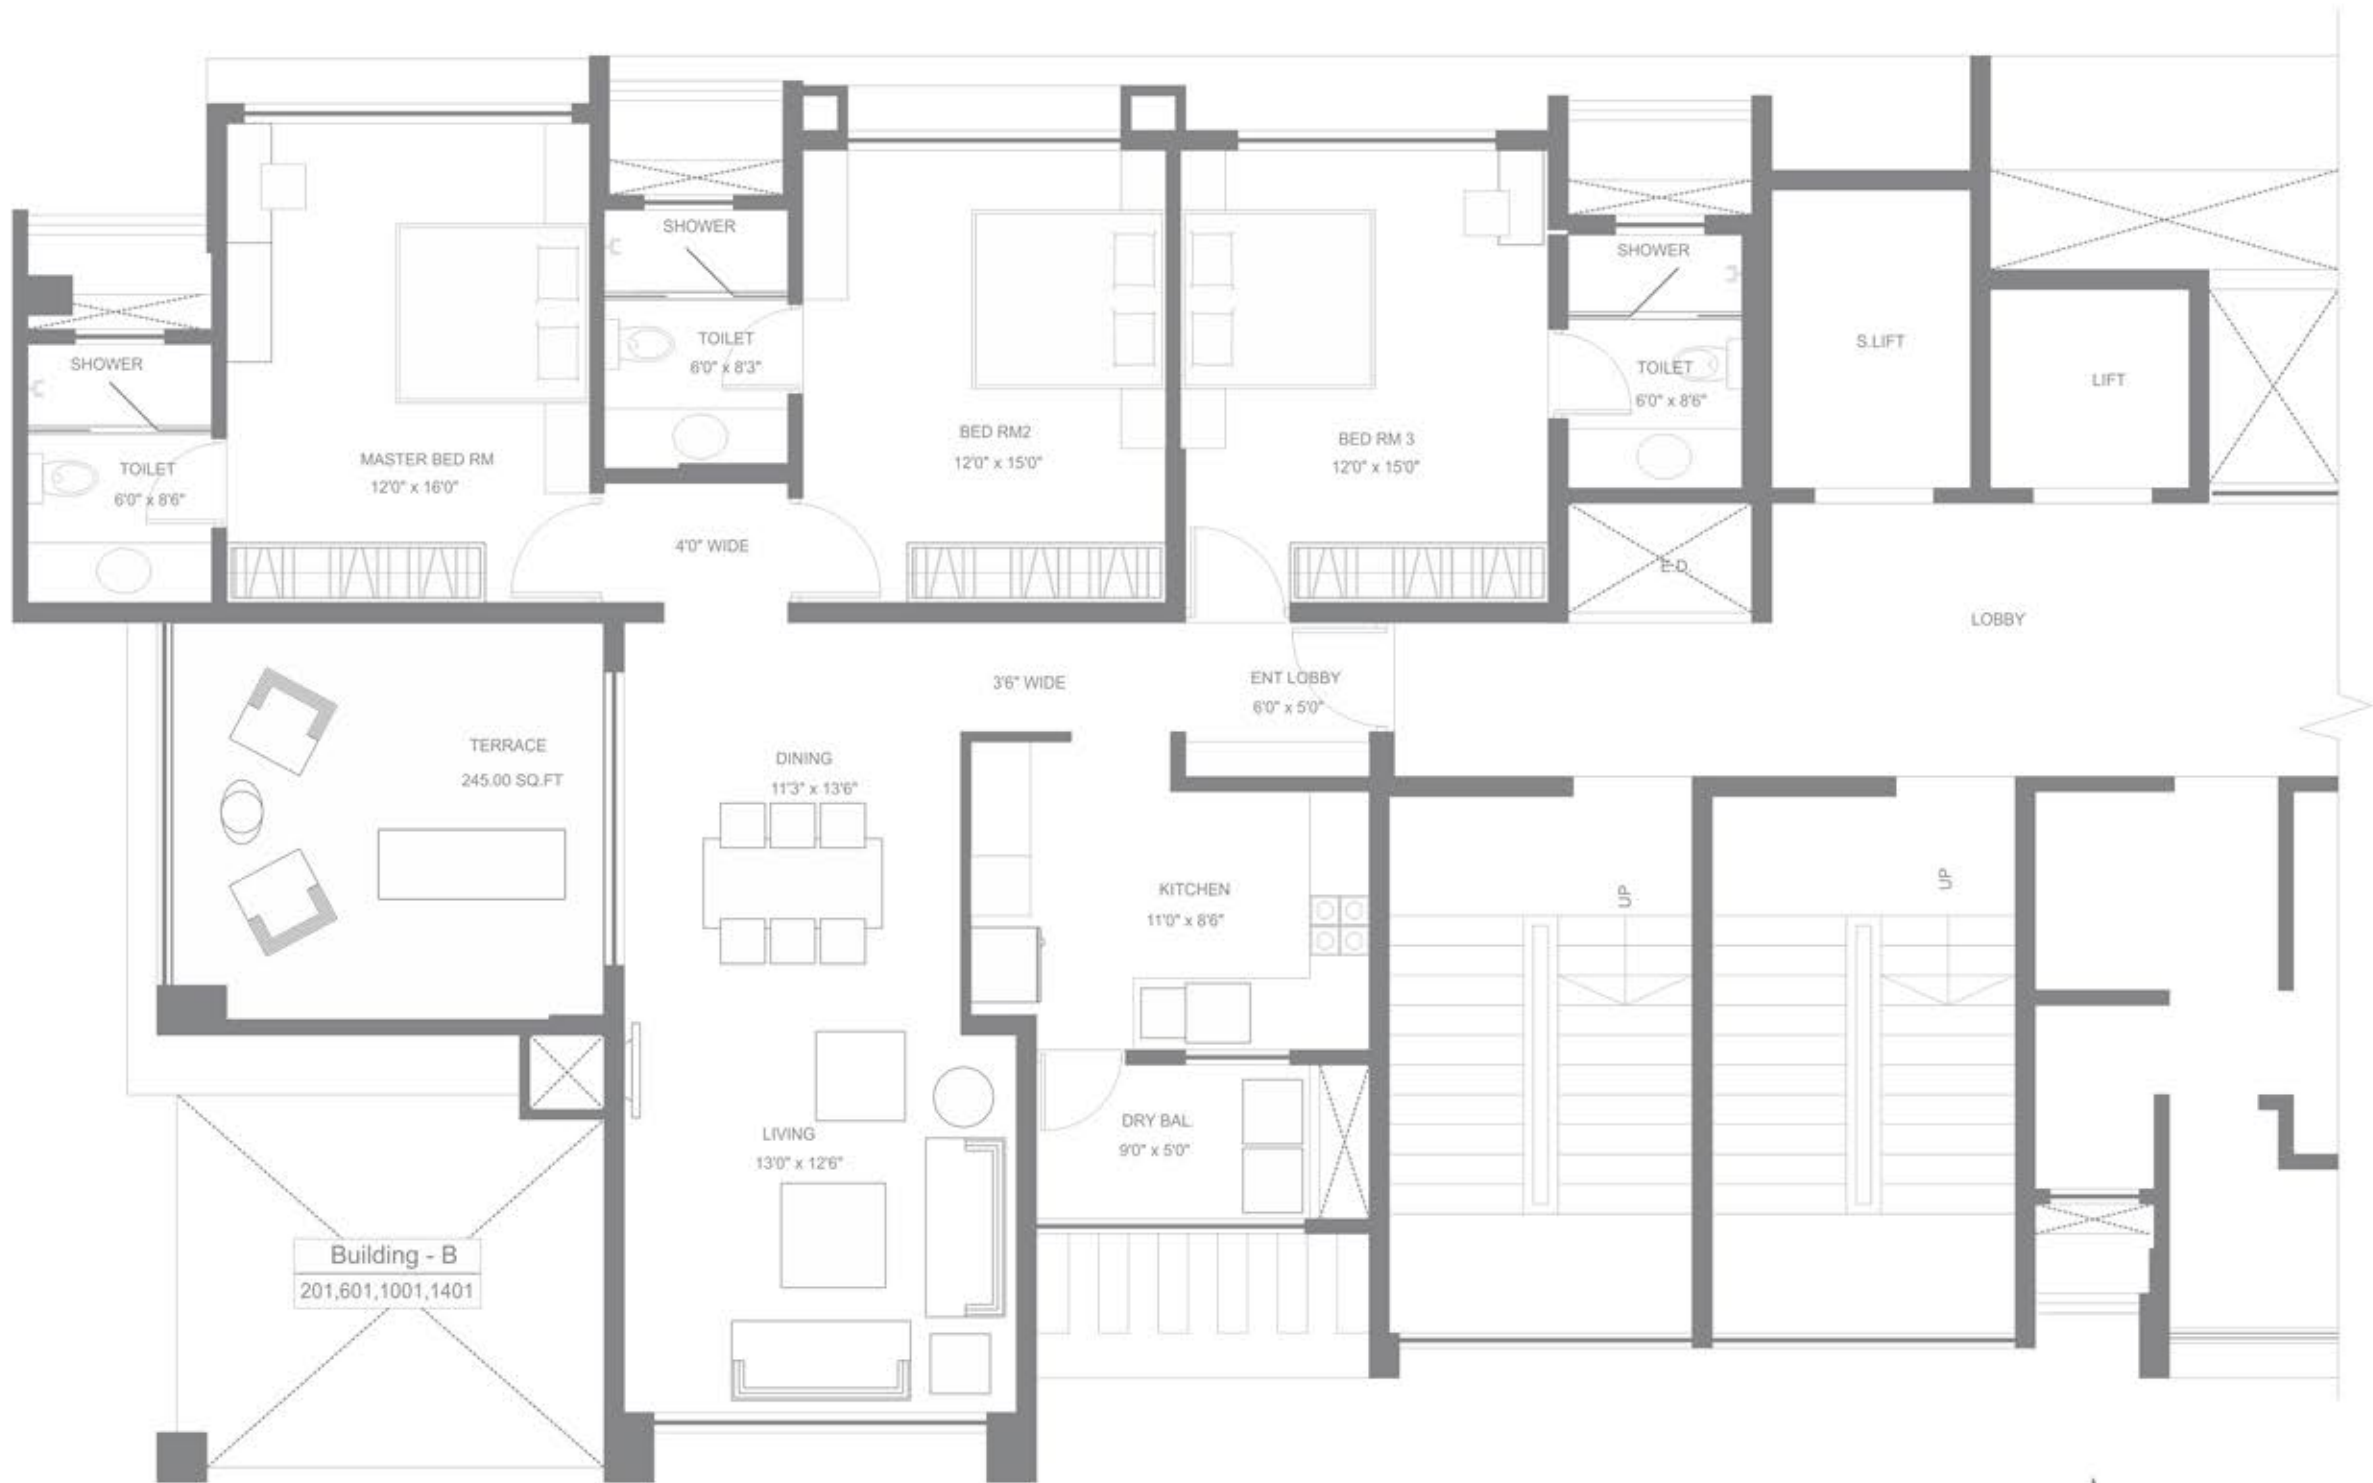 SHOWER
TOILET
6'0" x 8'6"
MASTER BED RM
12'0" x 16'0"
SHOWER
TOILET
6'0" x 8'3"
4'0" WIDE
BED RM2
12'0" x 15'0"
BED RM 3
12'0" x 15'0"
SHOWER
TOILET
6'0" x 8'6"
E.D.
S.LIFT
LIFT
LOBBY
TERRACE
245.00 SQ.FT
3'6" WIDE
ENT LOBBY
6'0" x 5'0"
DINING
11'3" x 13'6"
KITCHEN
11'0" x 8'6"
UP
UP
LIVING
13'0" x 12'6"
DRY BAL.
9'0" x 5'0"
Building - B
201,601,1001,1401